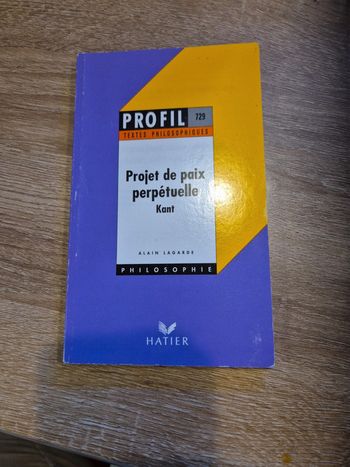 PROFIL 729
TEXTES PHILOSOPHIQUES
Projet de paix
perpétuelle
Kant
ALAIN LAGARDE
PHILOSOPHIE
HATIER